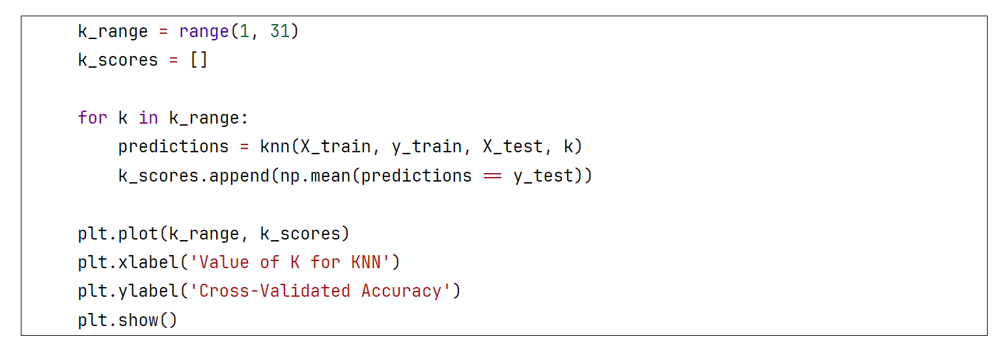 k_range = range(1, 31)
k_scores = []
for k in k_range:
    predictions = knn(X_train, y_train, X_test, k)
    k_scores.append(np.mean(predictions == y_test))
plt.plot(k_range, k_scores)
plt.xlabel('Value of K for KNN')
plt.ylabel('Cross-Validated Accuracy')
plt.show()